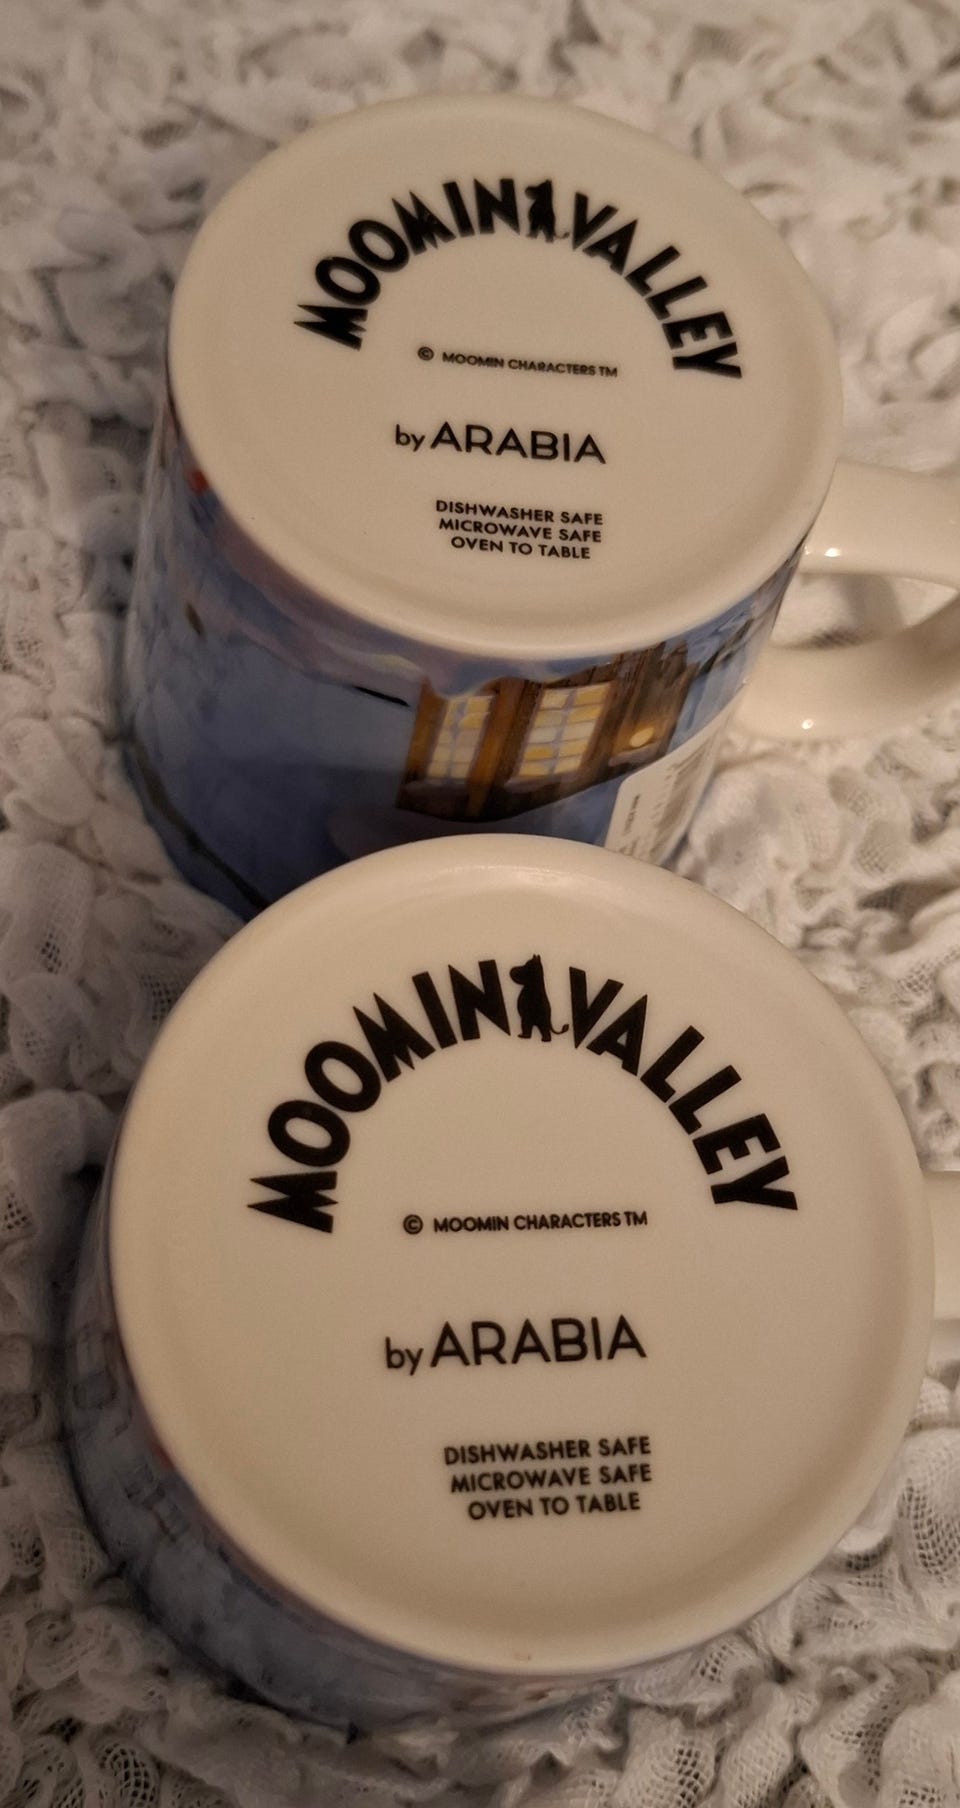 MOOMINVALLEY
© MOOMIN CHARACTERS TM
by ARABIA
DISHWASHER SAFE
MICROWAVE SAFE
OVEN TO TABLE
MOOMINVALLEY
© MOOMIN CHARACTERS TM
by ARABIA
DISHWASHER SAFE
MICROWAVE SAFE
OVEN TO TABLE